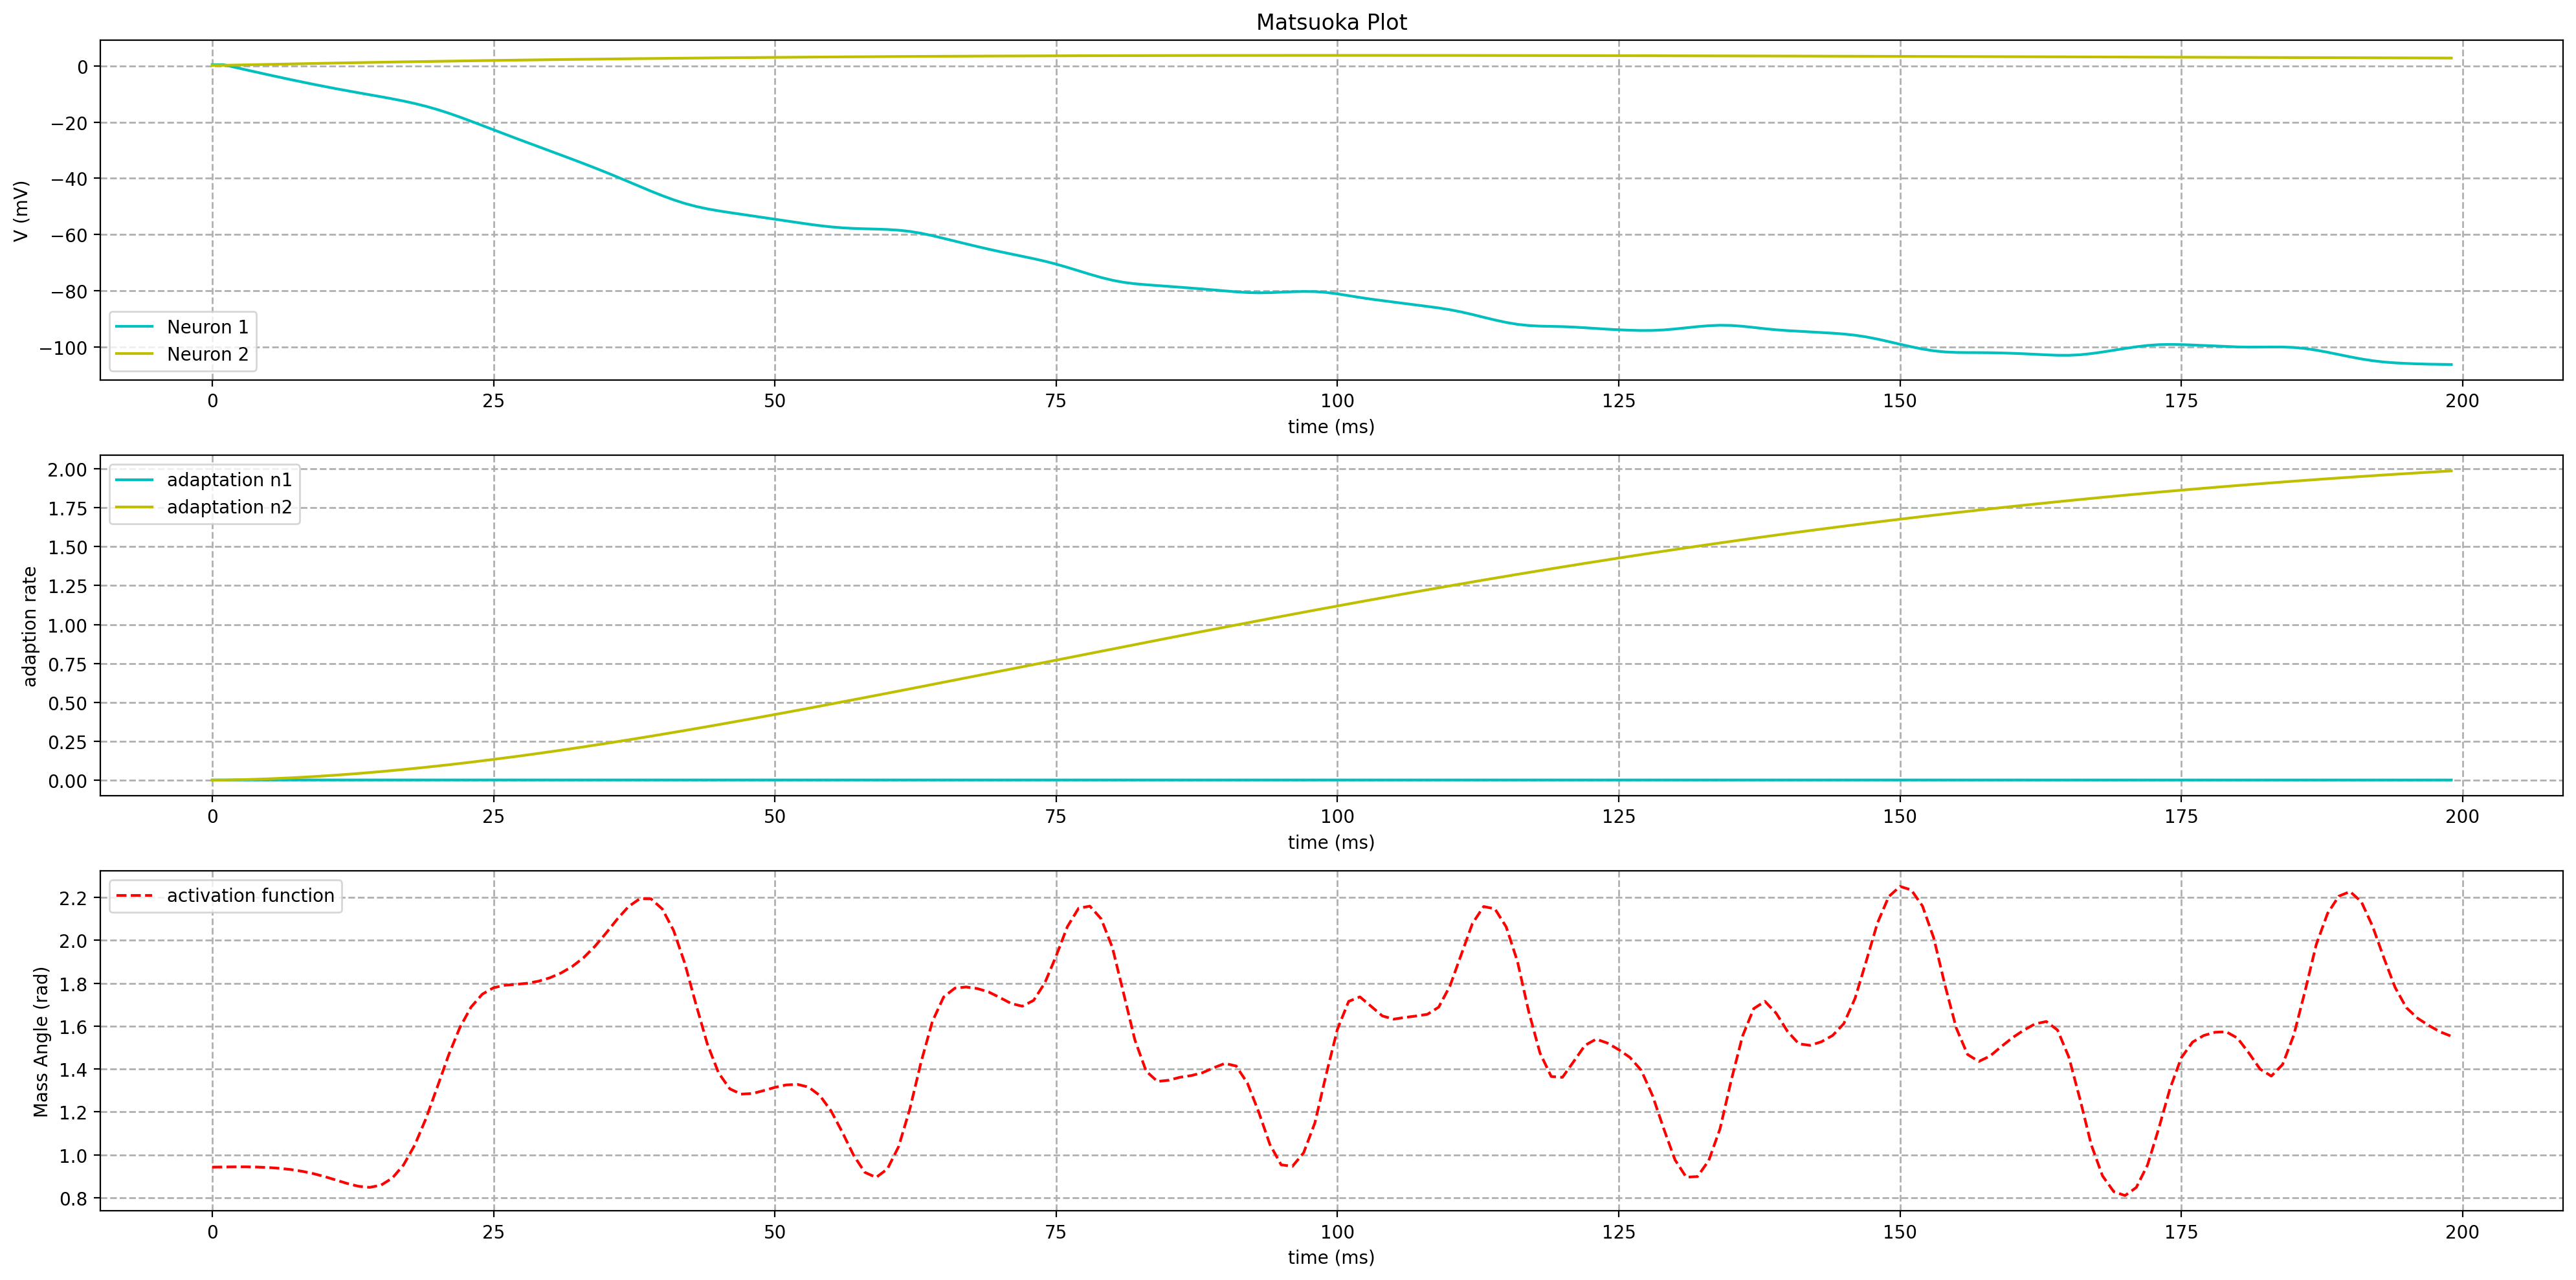 Matsuoka Plot
V (mV)
0
−20
−40
−60
−80
−100
Neuron 1
Neuron 2
0 25 50 75 100 125 150 175 200
time (ms)
adaption rate
2.00
1.75
1.50
1.25
1.00
0.75
0.50
0.25
0.00
adaptation n1
adaptation n2
0 25 50 75 100 125 150 175 200
time (ms)
Mass Angle (rad)
2.2
2.0
1.8
1.6
1.4
1.2
1.0
0.8
activation function
0 25 50 75 100 125 150 175 200
time (ms)